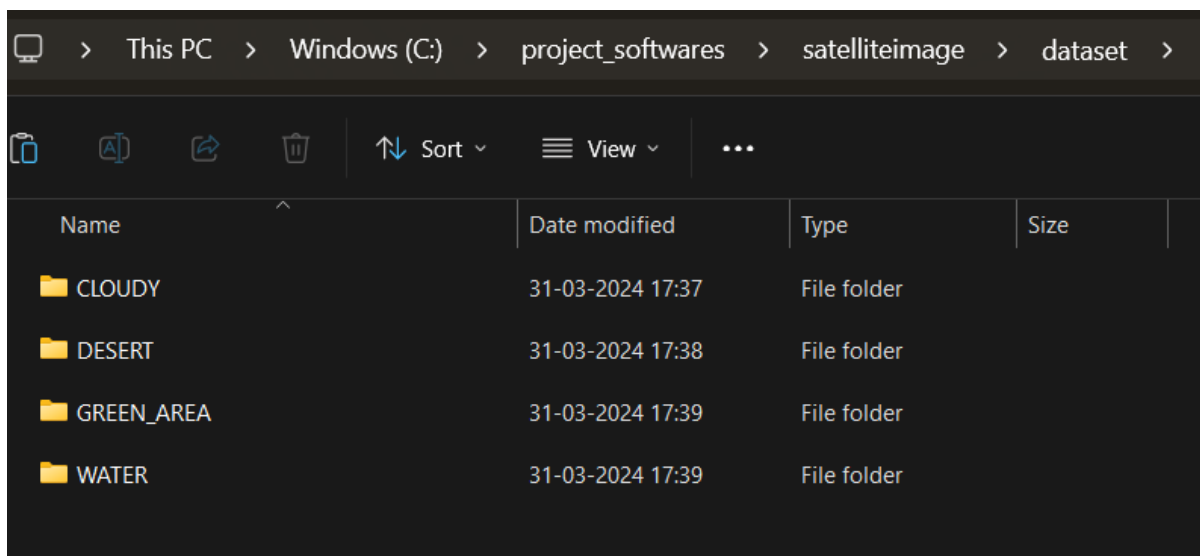 > This PC > Windows (C:) > project_softwares > satelliteimage > dataset >
Sort View •••
Name Date modified Type Size
CLOUDY 31-03-2024 17:37 File folder
DESERT 31-03-2024 17:38 File folder
GREEN_AREA 31-03-2024 17:39 File folder
WATER 31-03-2024 17:39 File folder